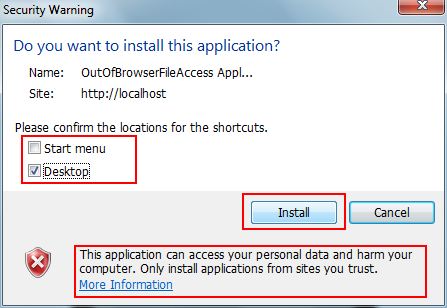 Security Warning
Do you want to install this application?
Name: OutOfBrowserFileAccess Appl...
Site: http://localhost
Please confirm the locations for the shortcuts.
Start menu
Desktop
Install Cancel
This application can access your personal data and harm your
computer. Only install applications from sites you trust.
More Information